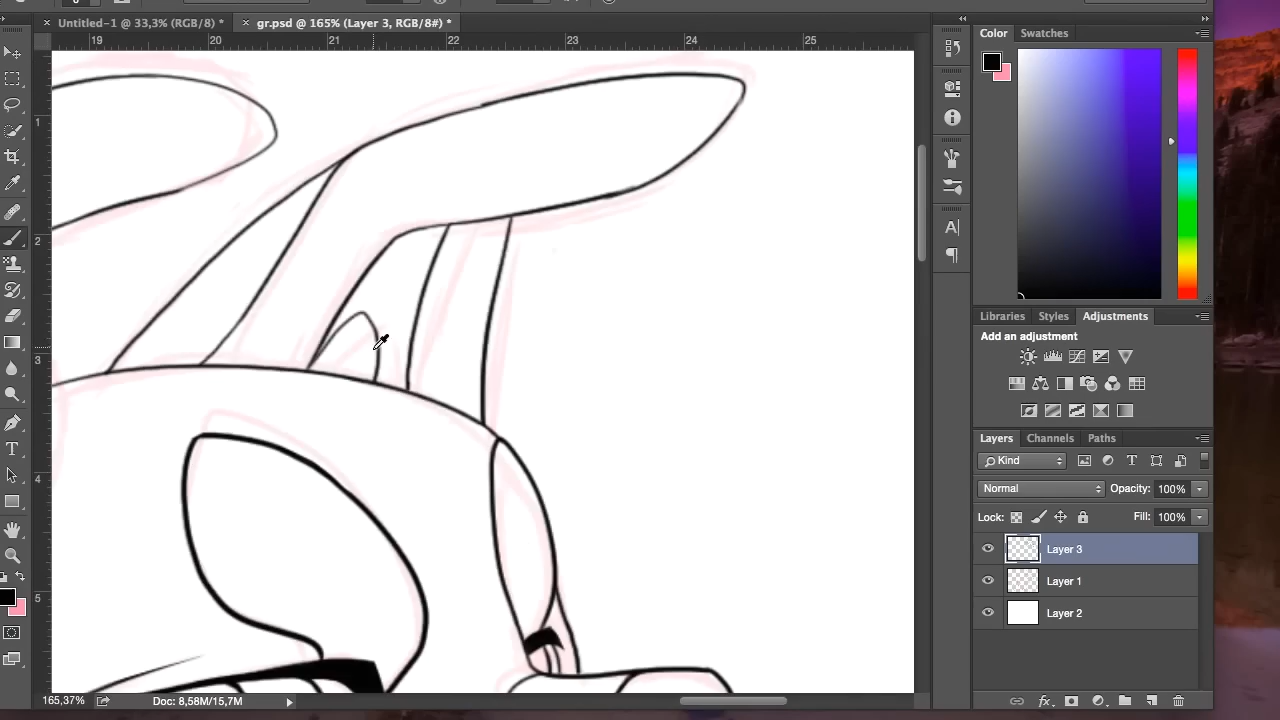 Untitled-1 @ 33,3% (RGB/8) *
gr.psd @ 165% (Layer 3, RGB/8#) *
19 20 21 22 23 24 25
1
2
3
4
5
Color Swatches
Libraries Styles Adjustments
Add an adjustment
Layers Channels Paths
Kind
Normal Opacity: 100%
Lock: Fill: 100%
Layer 3
Layer 1
Layer 2
165,37% Doc: 8,58M/15,7M